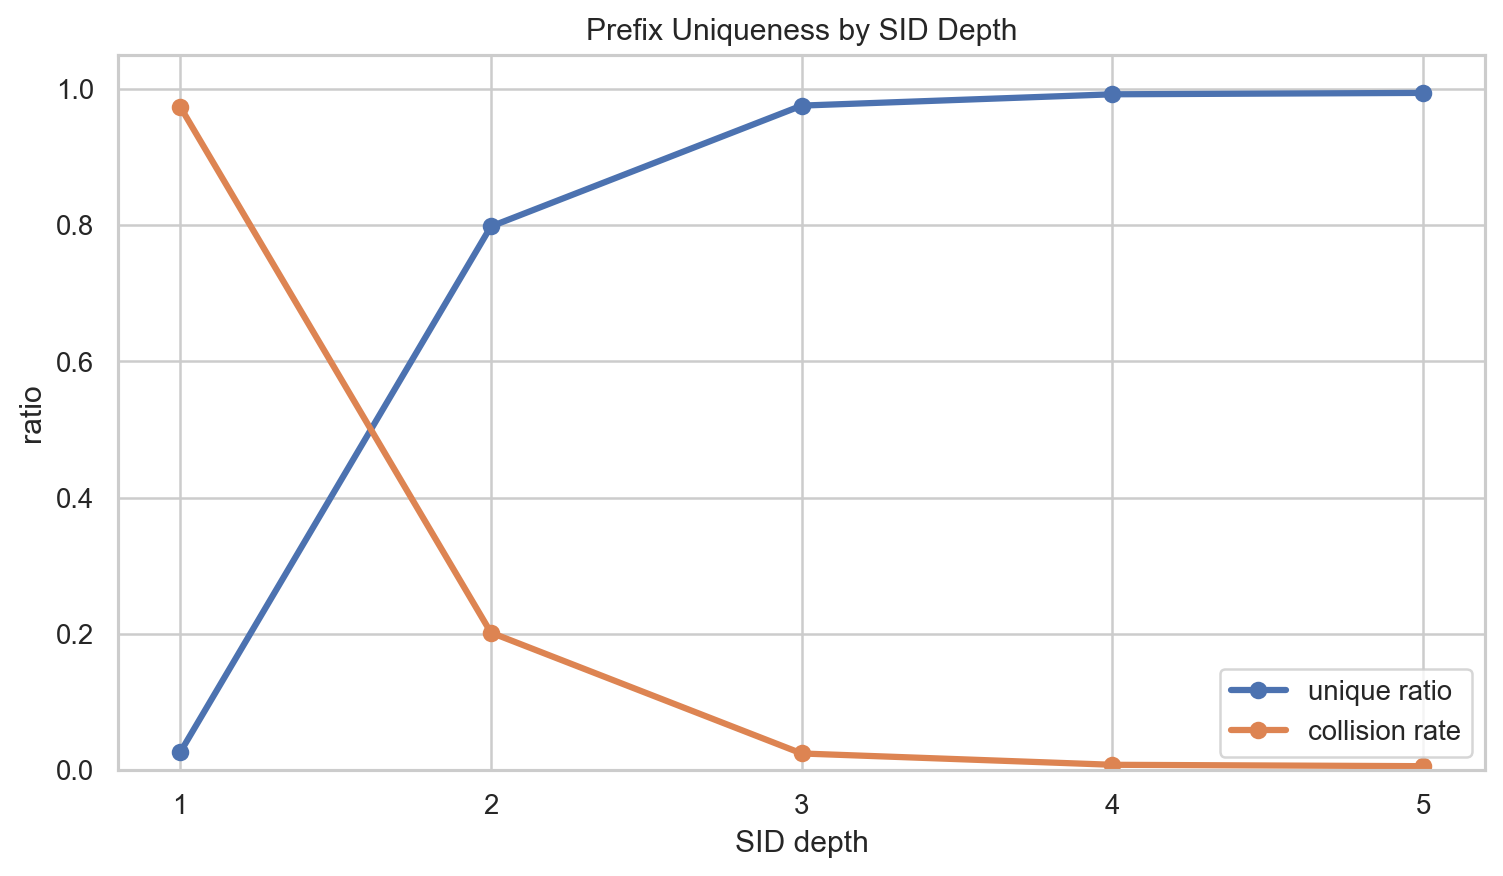 Prefix Uniqueness by SID Depth
1.0
0.8
0.6
0.4
0.2
0.0
ratio
unique ratio
collision rate
1 2 3 4 5
SID depth